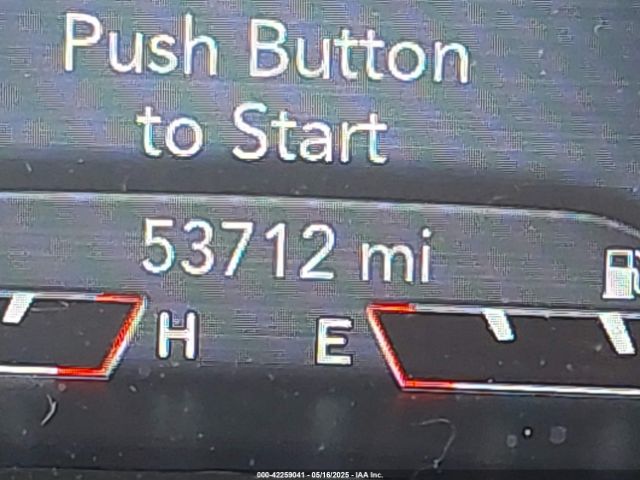 Push Button
to Start
53712 mi
H E
000-42259041 - 05/16/2025 - IAA Inc.